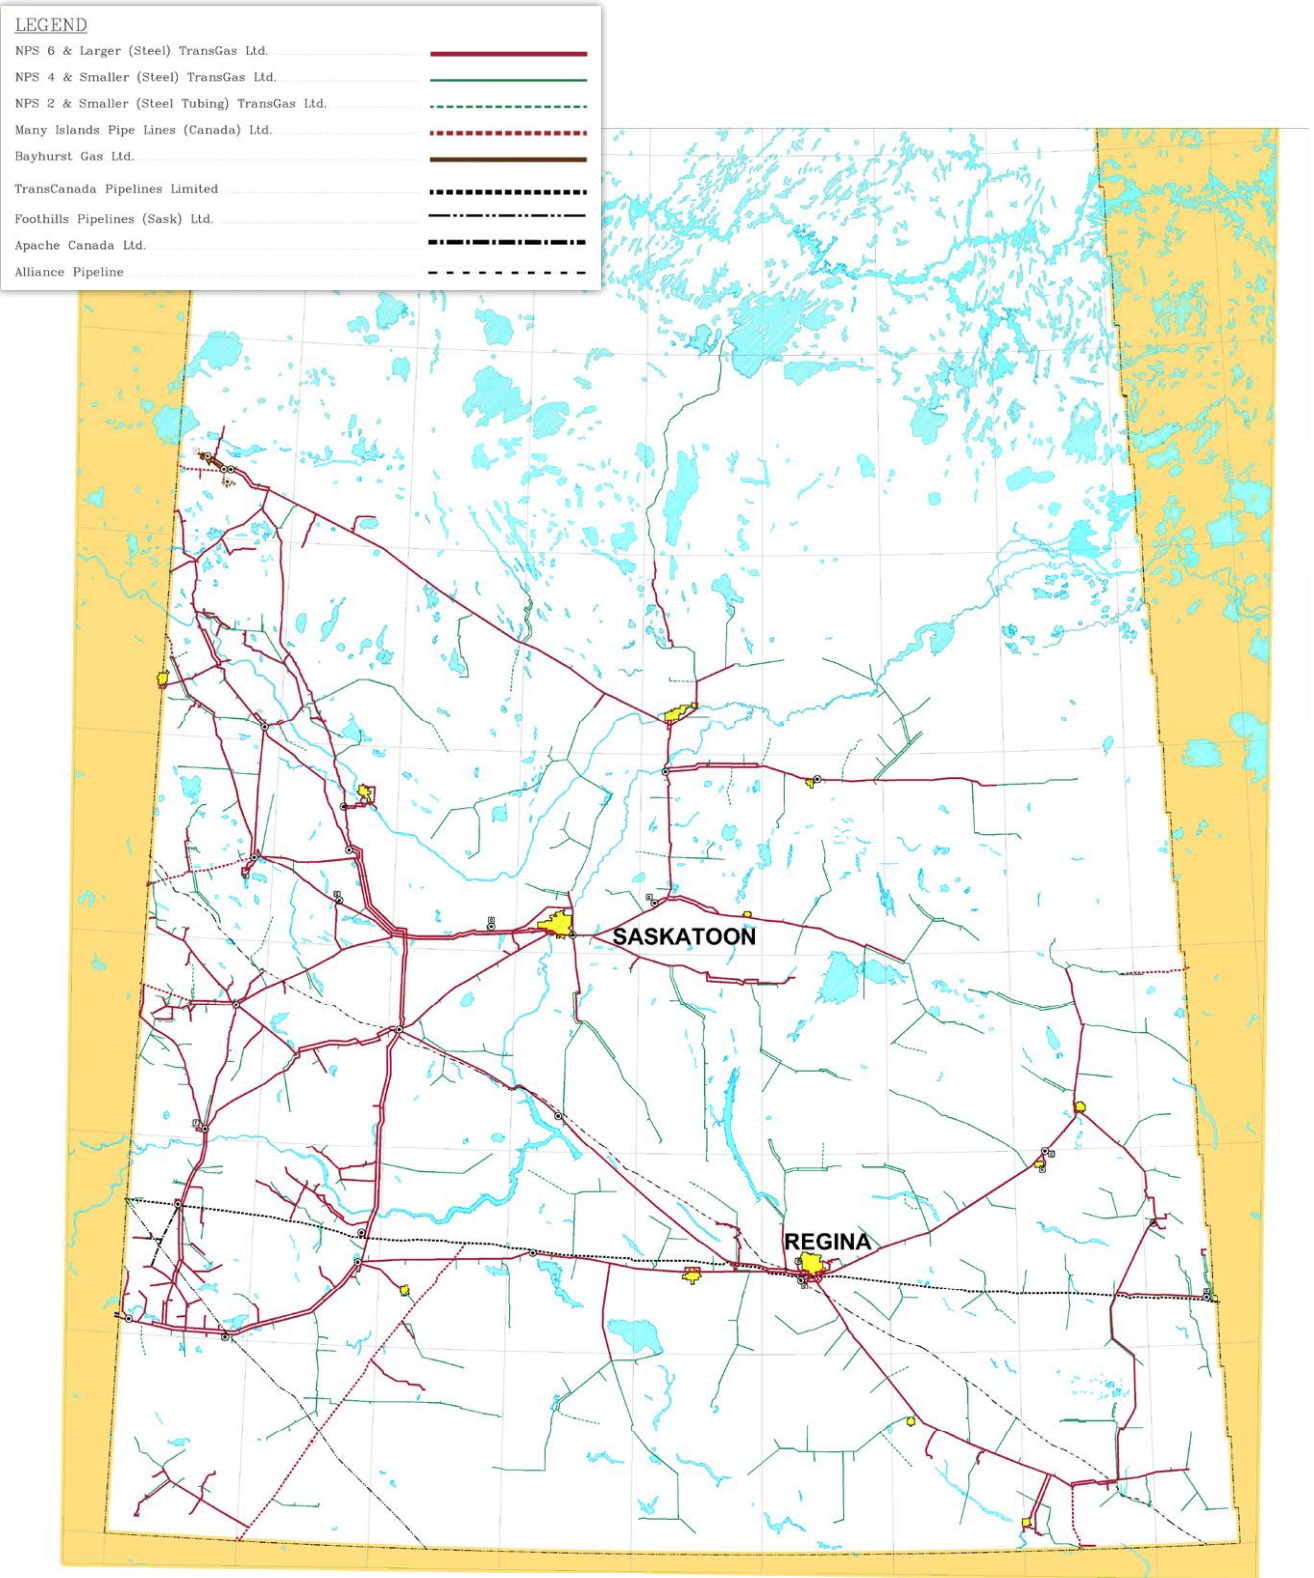 LEGEND
NPS 6 & Larger (Steel) TransGas Ltd.
NPS 4 & Smaller (Steel) TransGas Ltd.
NPS 2 & Smaller (Steel Tubing) TransGas Ltd.
Many Islands Pipe Lines (Canada) Ltd.
Bayhurst Gas Ltd.
TransCanada Pipelines Limited
Foothills Pipelines (Sask) Ltd.
Apache Canada Ltd.
Alliance Pipeline
SASKATOON
REGINA